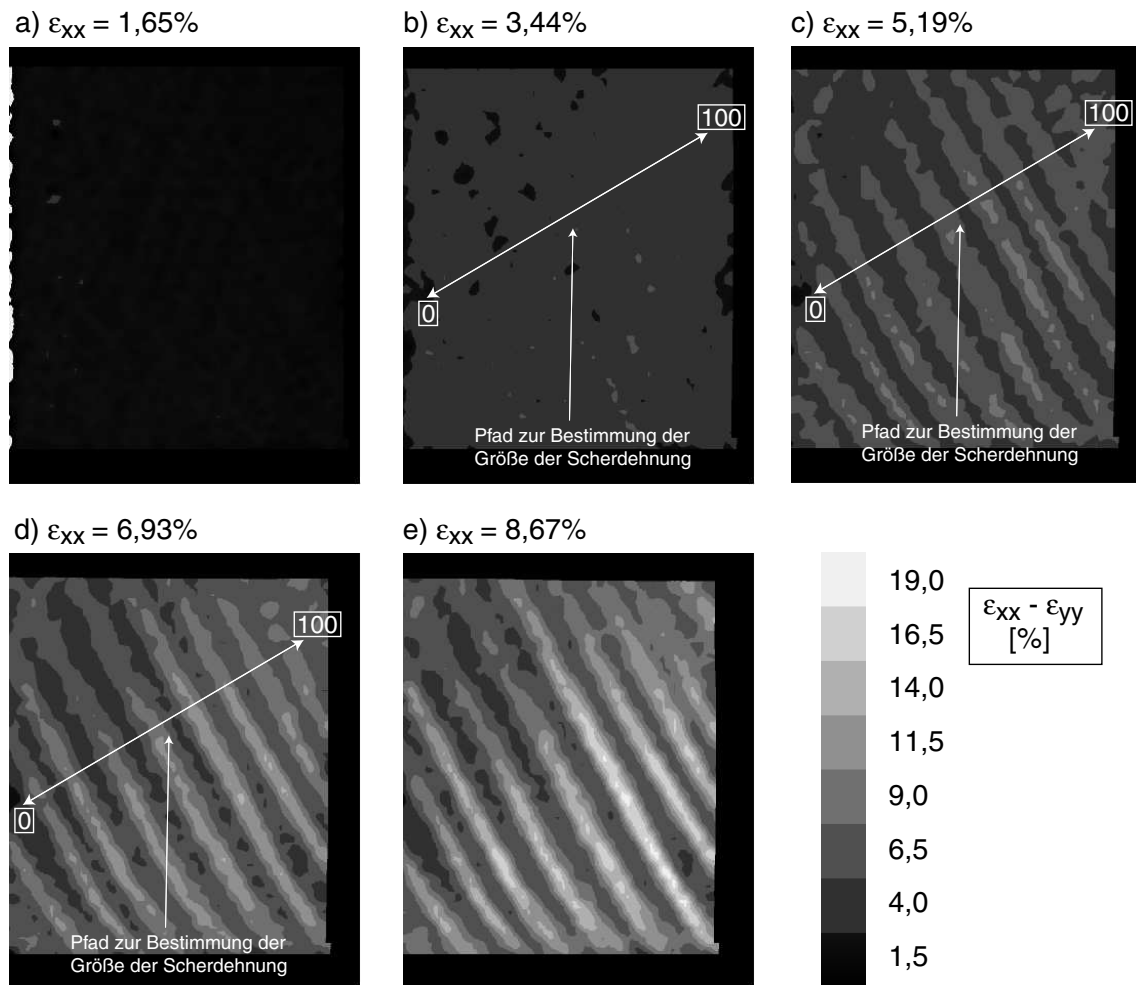 a) εxx = 1,65%
b) εxx = 3,44%
c) εxx = 5,19%
100
0
Pfad zur Bestimmung der
Größe der Scherdehnung
100
0
Pfad zur Bestimmung der
Größe der Scherdehnung
d) εxx = 6,93%
e) εxx = 8,67%
100
0
Pfad zur Bestimmung der
Größe der Scherdehnung
19,0
16,5
14,0
11,5
9,0
6,5
4,0
1,5
εxx - εyy
[%]